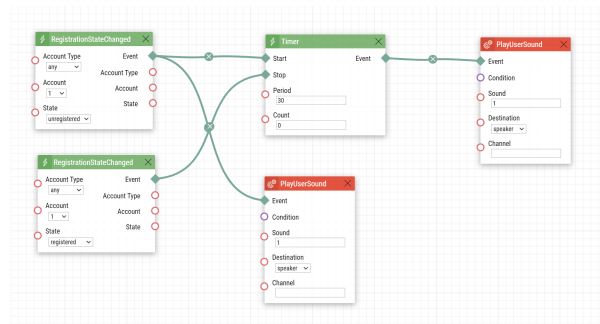 RegistrationStateChanged
Account Type
Event
any
Account Type
Account
1
Account
State
State
unregistered
Timer
Start
Event
Stop
Period
30
Count
0
PlayUserSound
Event
Condition
Sound
1
Destination
speaker
Channel
RegistrationStateChanged
Account Type
Event
any
Account Type
Account
1
Account
State
State
registered
PlayUserSound
Event
Condition
Sound
1
Destination
speaker
Channel